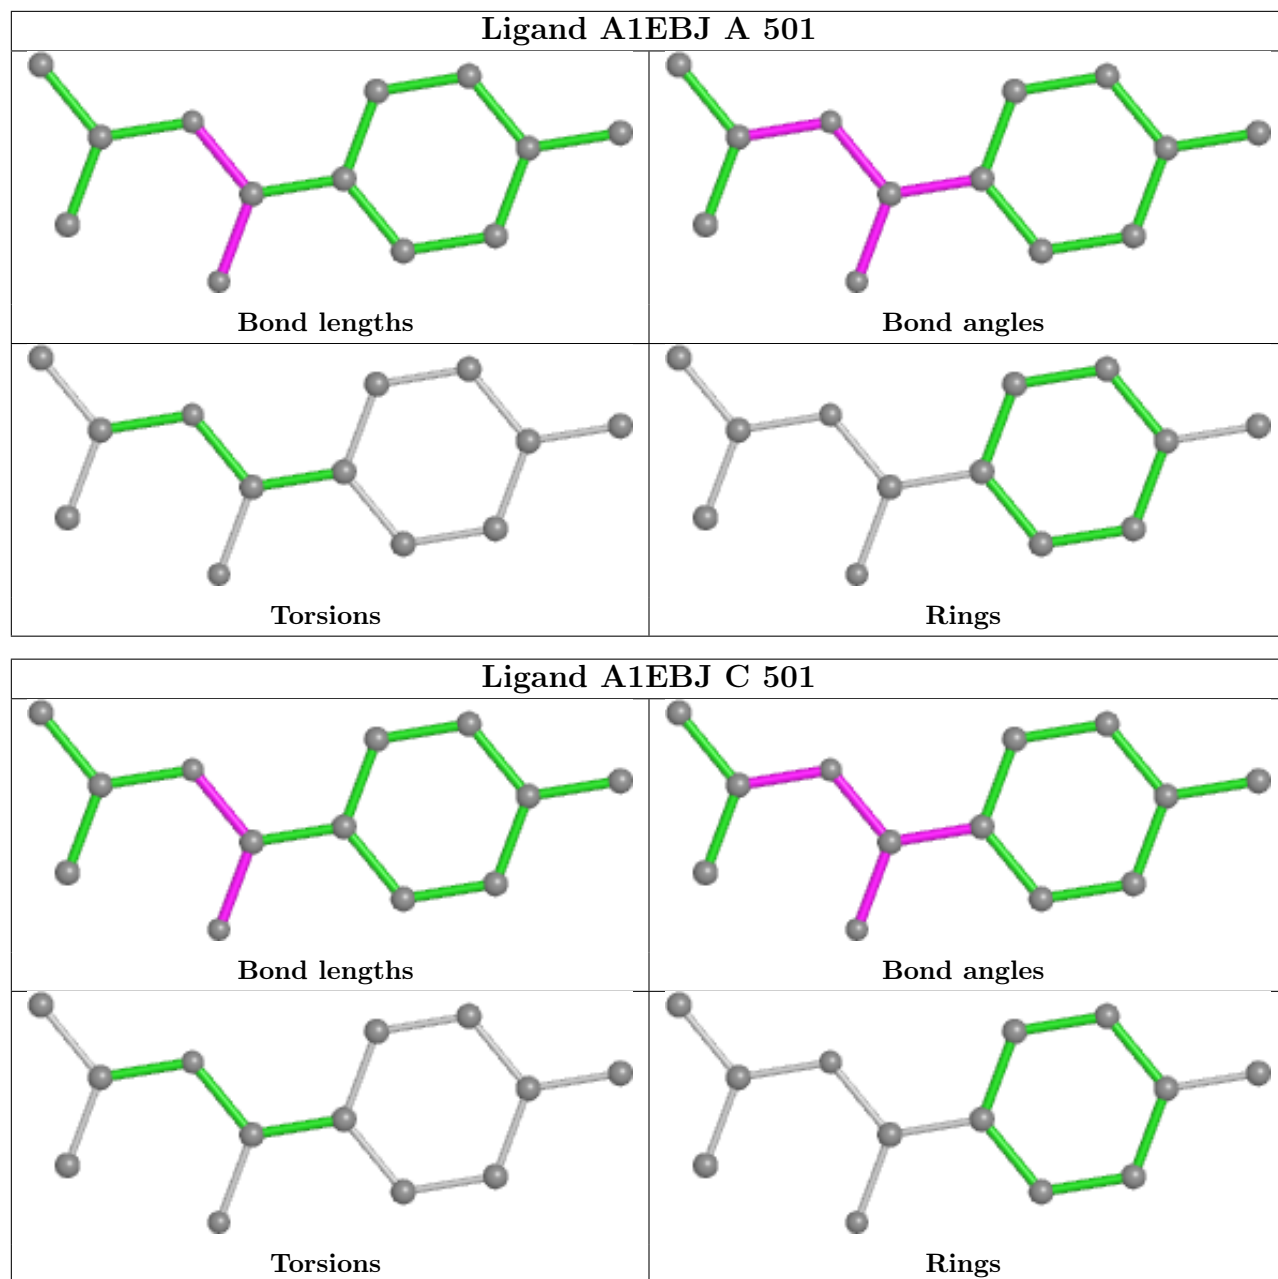 Ligand A1EBJ A 501
Bond lengths
Bond angles
Torsions
Rings
Ligand A1EBJ C 501
Bond lengths
Bond angles
Torsions
Rings